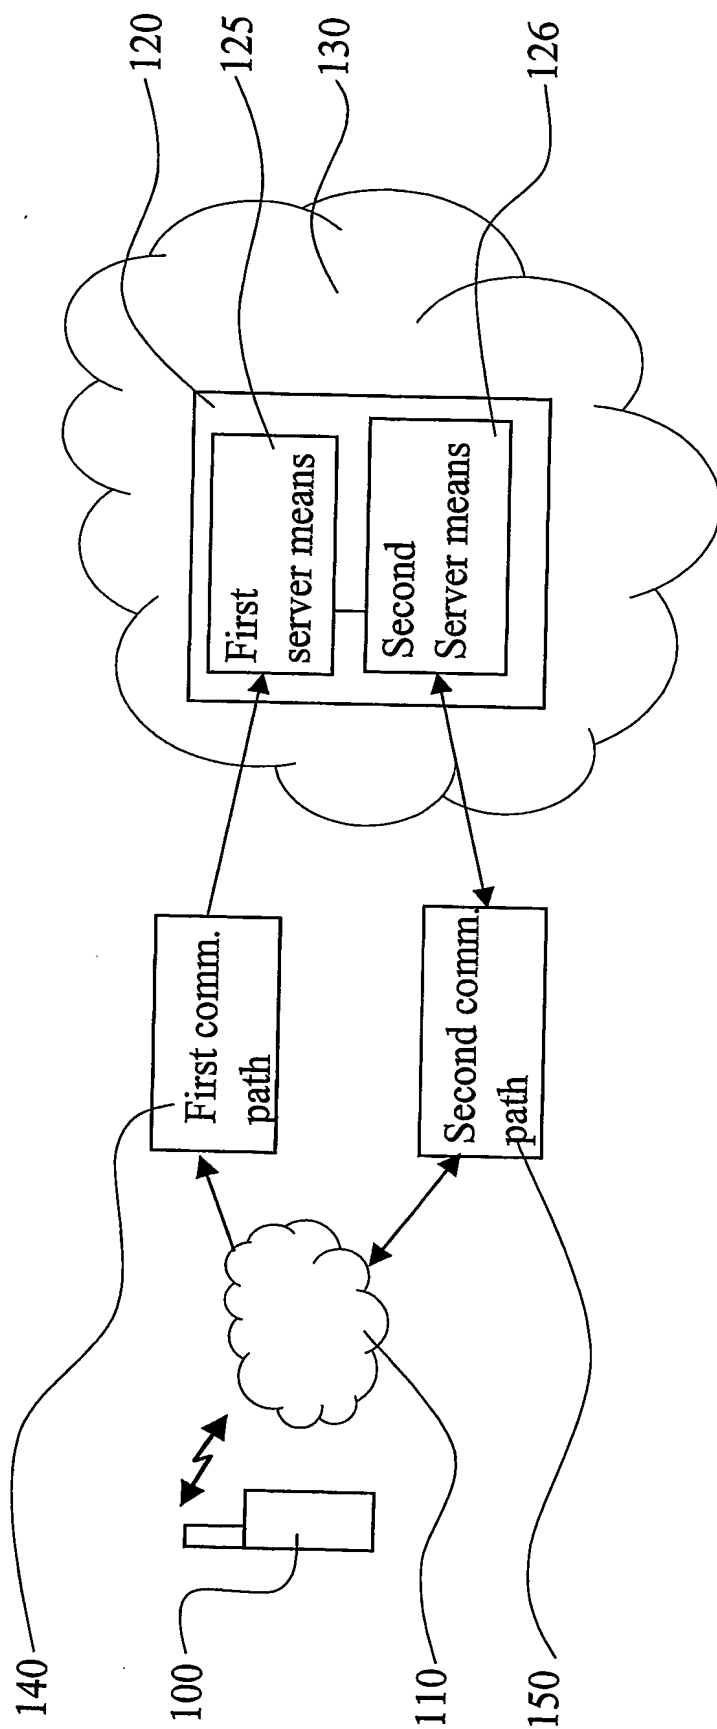 120
125
130
126
First
server means
Second
Server means
First comm.
path
Second comm.
path
140
100
110
150